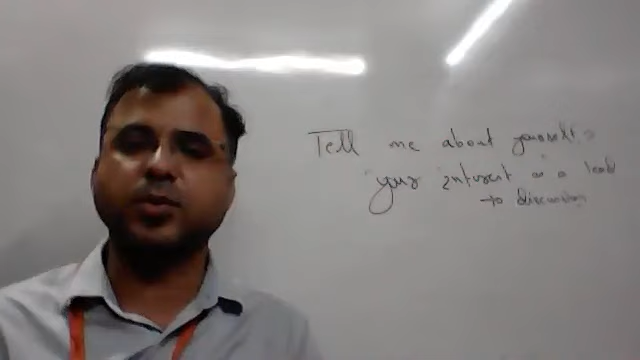 Tell me about yourself.
your interest as a lead
→ to discussion